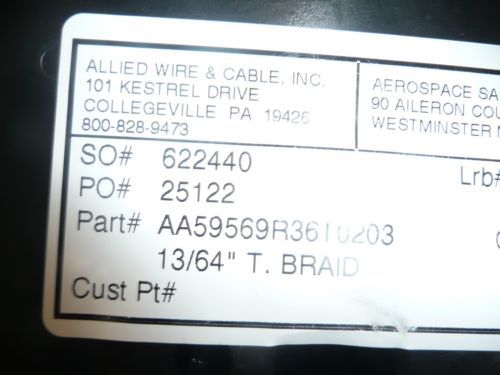 ALLIED WIRE & CABLE, INC.
101 KESTREL DRIVE
COLLEGEVILLE PA 19426
800-828-9473
AEROSPACE SA
90 AILERON COU
WESTMINSTER
SO# 622440
Lrb#
PO# 25122
Part# AA59569R36T0203
13/64" T. BRAID
Cust Pt#